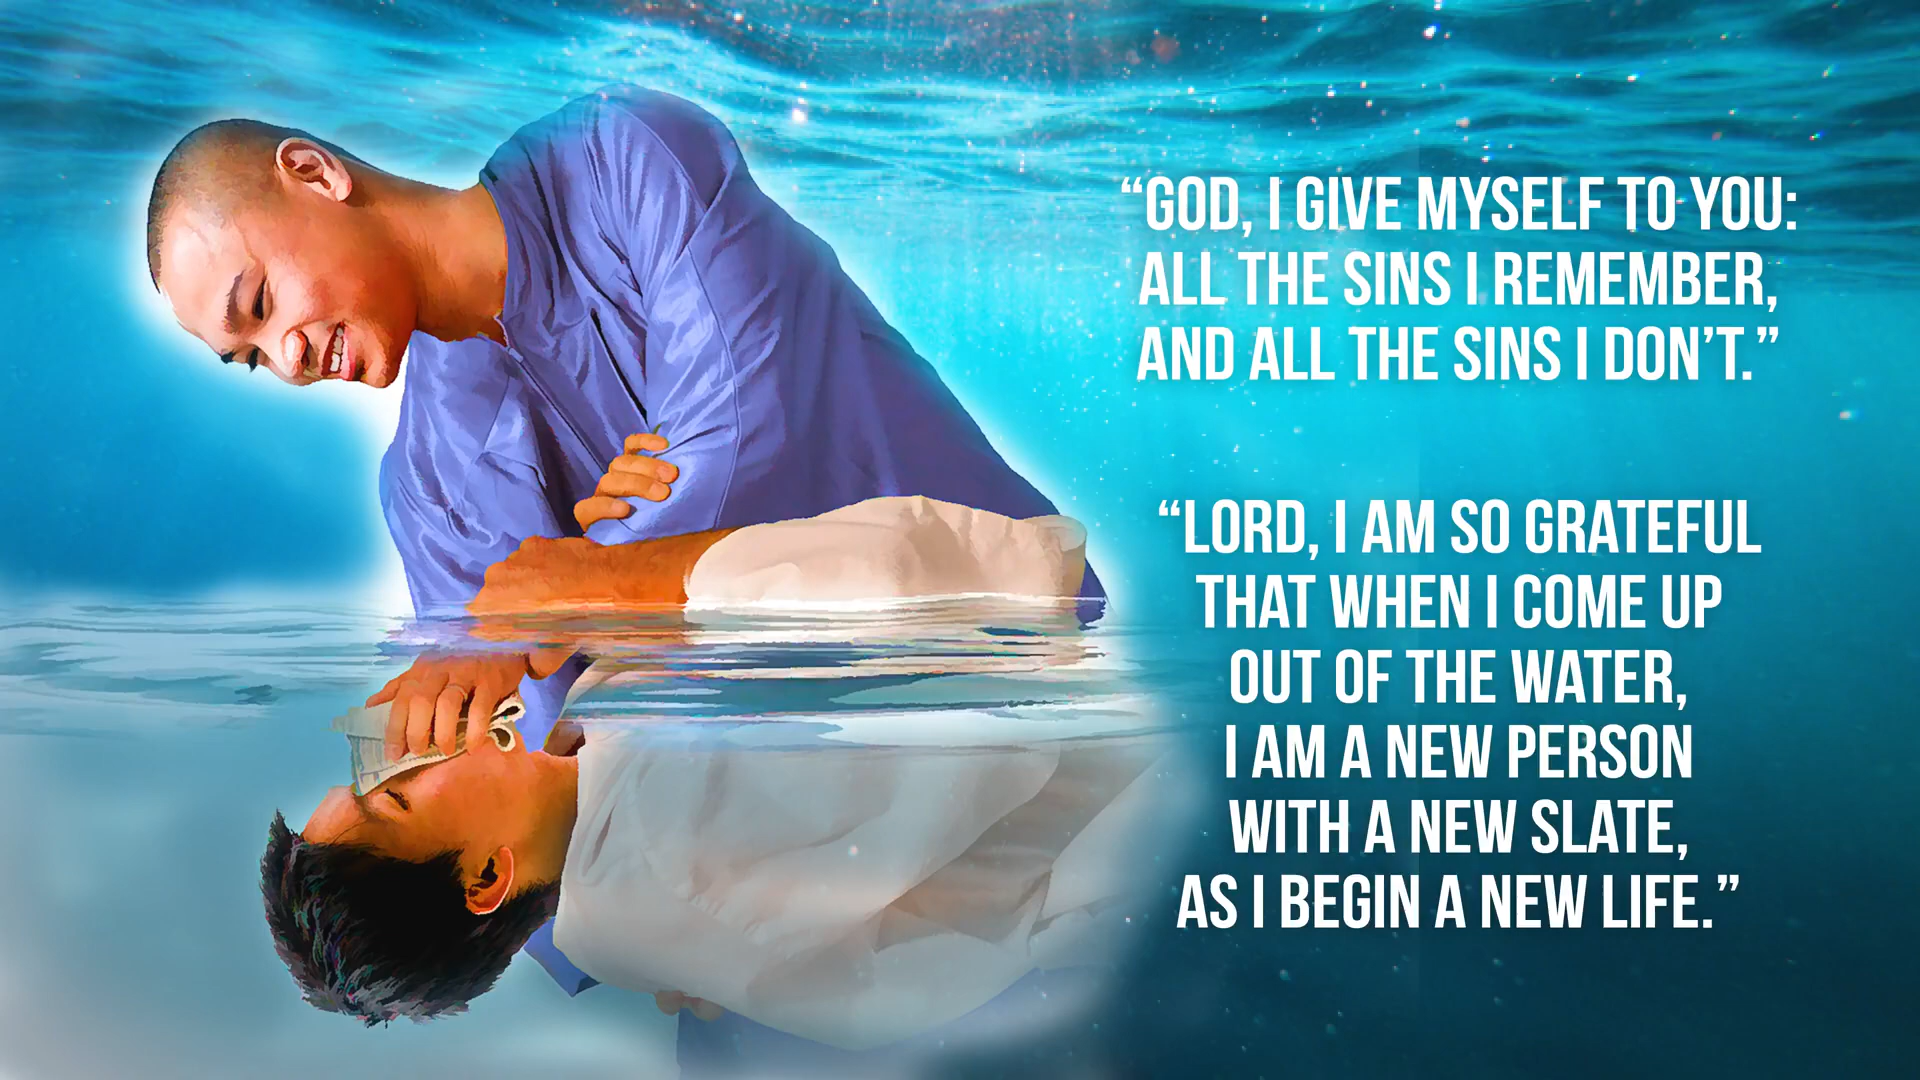 “GOD, I GIVE MYSELF TO YOU:
ALL THE SINS I REMEMBER,
AND ALL THE SINS I DON’T.”
“LORD, I AM SO GRATEFUL
THAT WHEN I COME UP
OUT OF THE WATER,
I AM A NEW PERSON
WITH A NEW SLATE,
AS I BEGIN A NEW LIFE.”